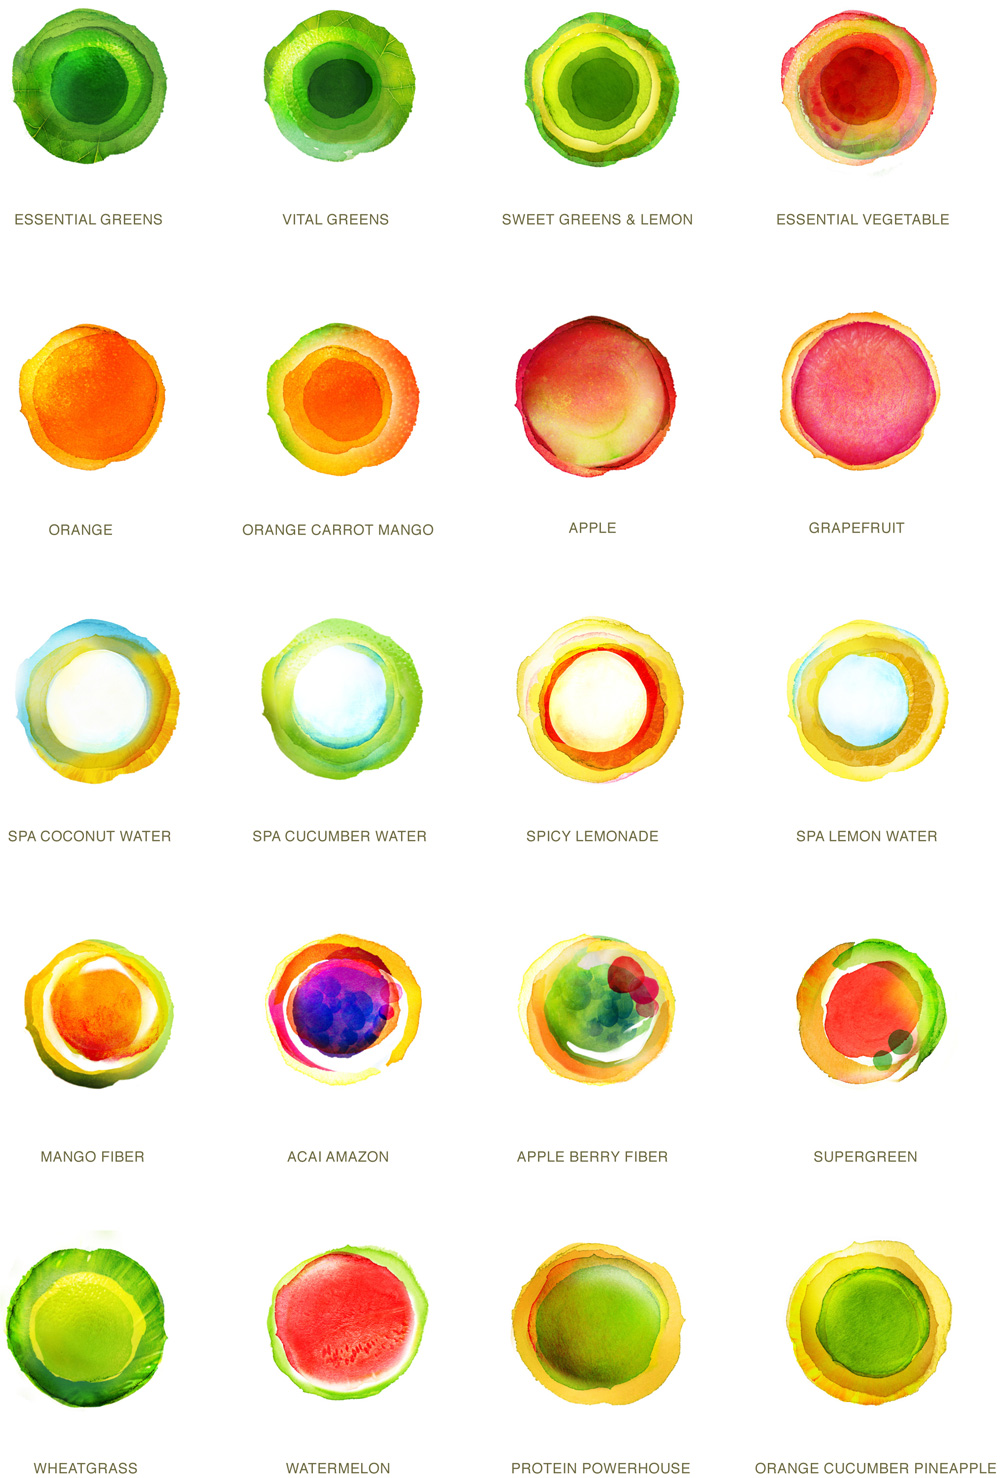 ESSENTIAL GREENS
VITAL GREENS
SWEET GREENS & LEMON
ESSENTIAL VEGETABLE
ORANGE
ORANGE CARROT MANGO
APPLE
GRAPEFRUIT
SPA COCONUT WATER
SPA CUCUMBER WATER
SPICY LEMONADE
SPA LEMON WATER
MANGO FIBER
ACAI AMAZON
APPLE BERRY FIBER
SUPERGREEN
WHEATGRASS
WATERMELON
PROTEIN POWERHOUSE
ORANGE CUCUMBER PINEAPPLE